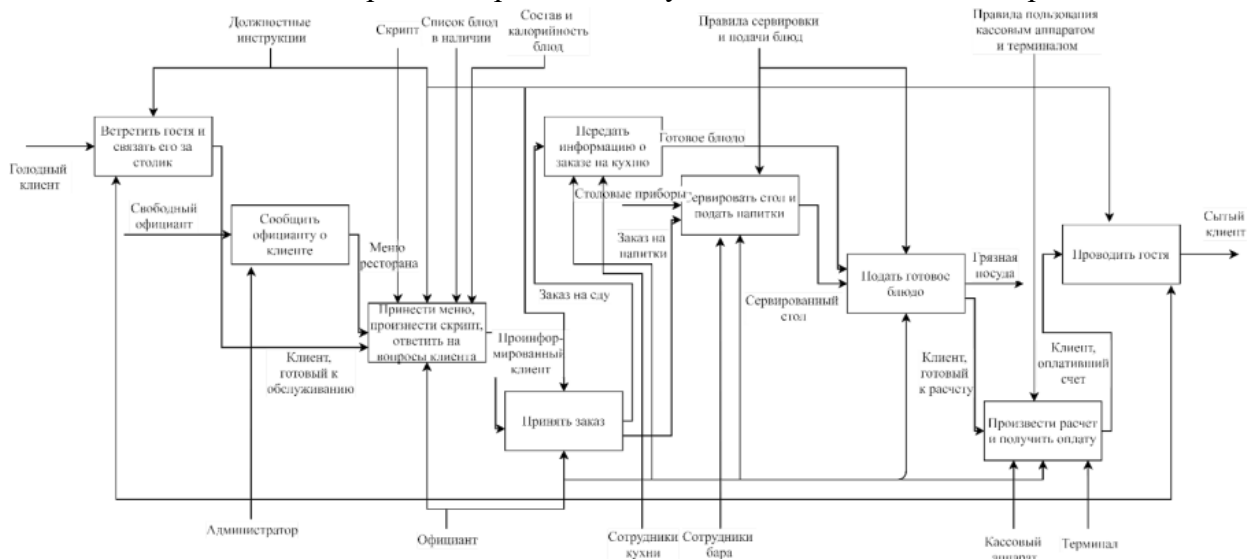 Должностные
инструкции
Скрипт
Список блюд
в наличии
Состав и
калорийность
блюд
Правила сервировки
и подачи блюд
Правила пользования
кассовым аппаратом
и терминалом
Встретить гостя и
связать его за
столик
Голодный
клиент
Передать
информацию о
заказе на кухню
Готовое блюдо
Столовые приборы
Сервировать стол и
подать напитки
Свободный
официант
Сообщить
официанту о
клиенте
Меню
ресторана
Заказ на
напитки
Сытый
клиент
Проводить гостя
Подать готовое
блюдо
Грязная
посуда
Заказ на еду
Сервированный
стол
Принести меню,
произнести скрипт,
ответить на
вопросы клиента
Проинфор-
мированный
клиент
Клиент,
готовый к
обслуживанию
Клиент,
готовый
к расчету
Клиент,
оплативший
счет
Принять заказ
Произвести расчет
и получить оплату
Администратор
Официант
Сотрудники
кухни
Сотрудники
бара
Кассовый
аппарат
Терминал